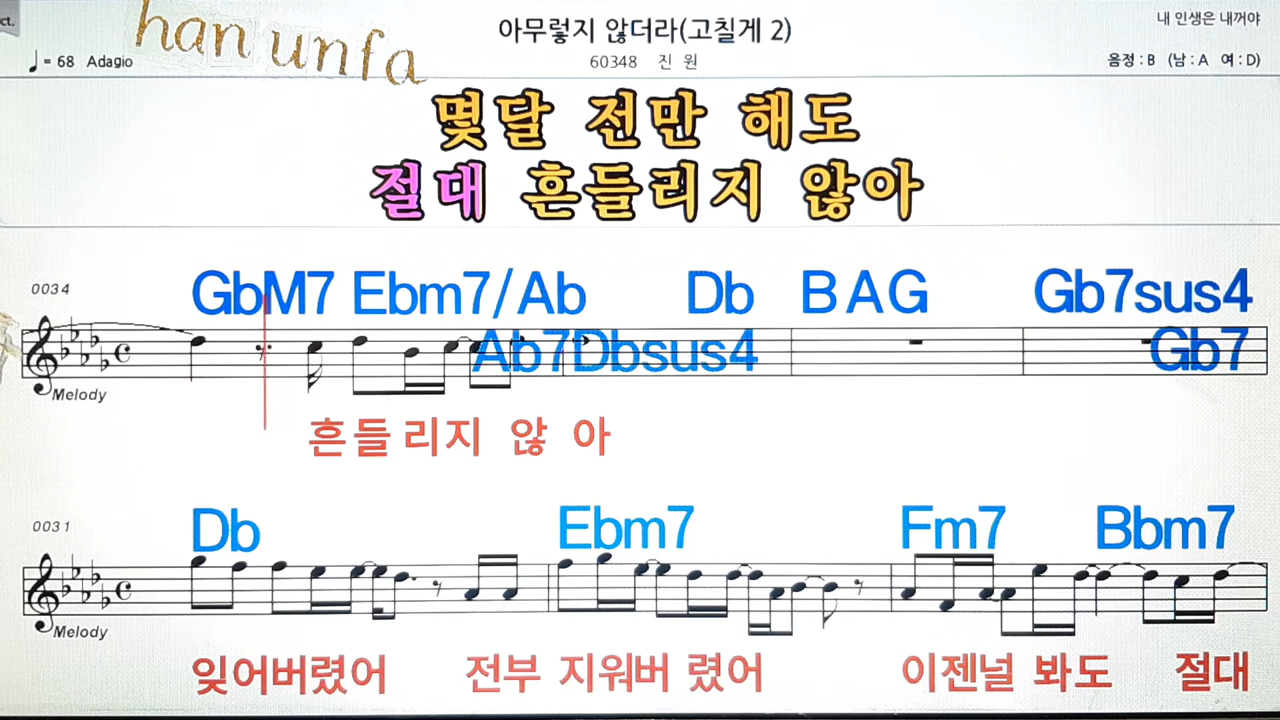 ct.
han unfa
아무렇지 않더라(고칠게 2)
내 인생은 내꺼야
♩= 68 Adagio
60348 진 원
음정 : B (남 : A 여 : D)
몇달 전만 해도
절대 흔들리지 않아
0034
GbM7 Ebm7/Ab Db B A G Gb7sus4
Ab7Dbsus4 Gb7
Melody
흔들리지 않 아
0031
Db Ebm7 Fm7 Bbm7
Melody
잊어버렸어 전부 지워버 렸어 이젠널 봐도 절대